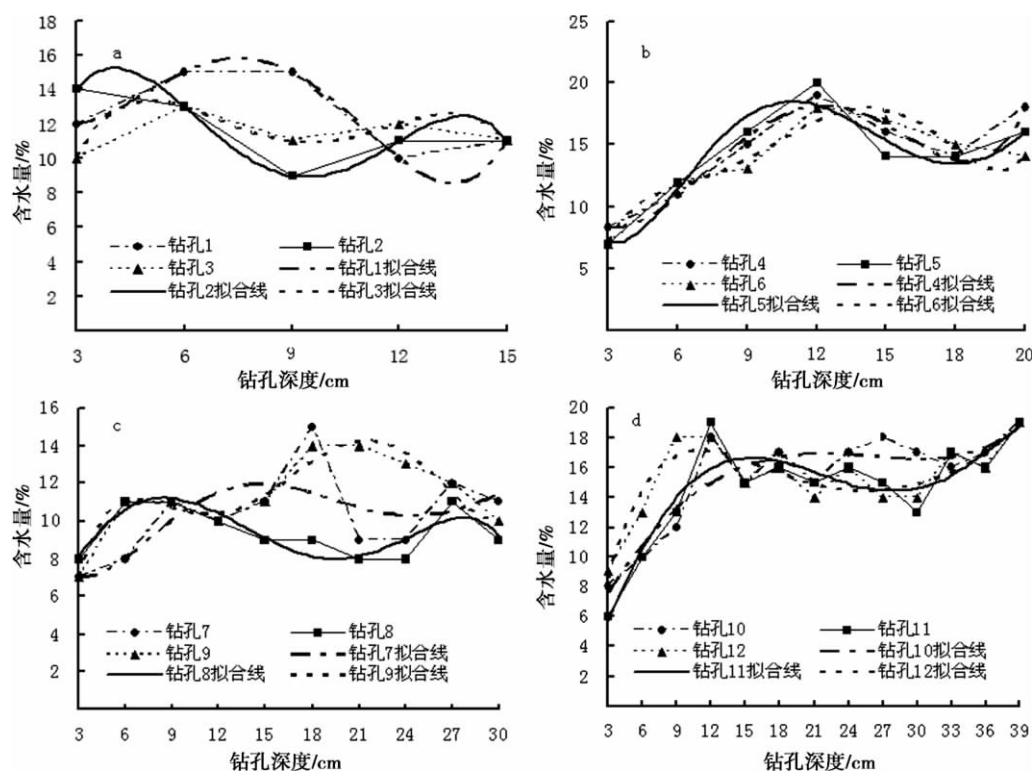 18
16
14
12
10
8
6
4
2
含水量/%
a
钻孔1
钻孔2
钻孔3
钻孔1拟合线
钻孔2拟合线
钻孔3拟合线
3 6 9 12 15
钻孔深度/cm
25
20
15
10
5
含水量/%
b
钻孔4
钻孔5
钻孔6
钻孔4拟合线
钻孔5拟合线
钻孔6拟合线
3 6 9 12 15 18 20
钻孔深度/cm
16
14
12
10
8
6
4
2
含水量/%
c
钻孔7
钻孔8
钻孔9
钻孔7拟合线
钻孔8拟合线
钻孔9拟合线
3 6 9 12 15 18 21 24 27 30
钻孔深度/cm
20
18
16
14
12
10
8
6
4
2
含水量/%
d
钻孔10
钻孔11
钻孔12
钻孔10拟合线
钻孔11拟合线
钻孔12拟合线
3 6 9 12 15 18 21 24 27 30 33 36 39
钻孔深度/cm